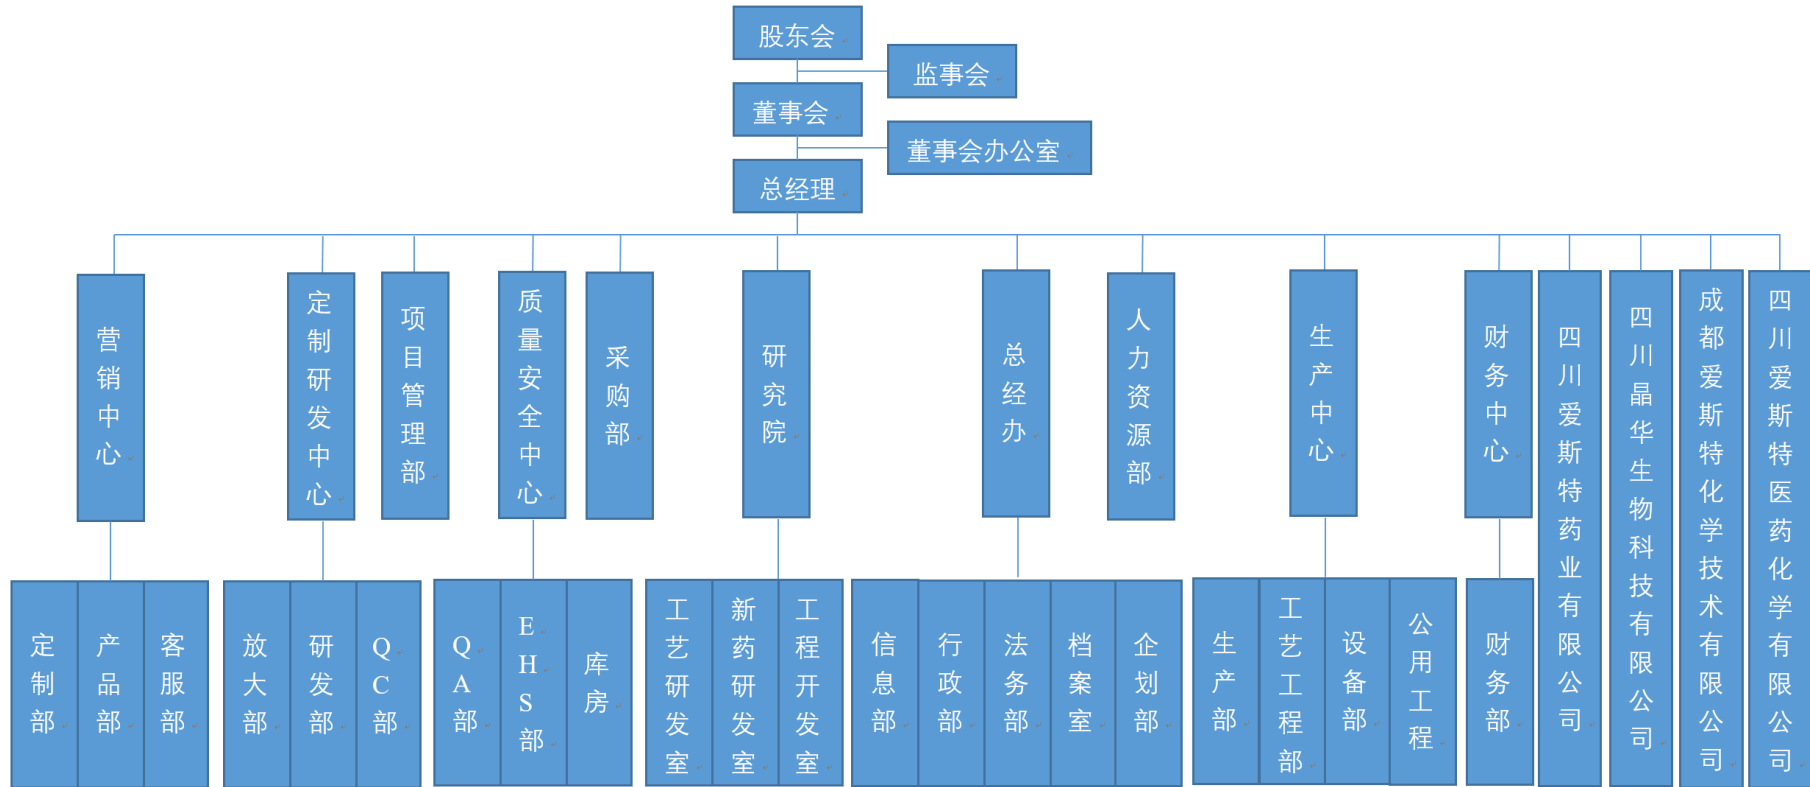 股东会
监事会
董事会
董事会办公室
总经理
营销中心
定制研发中心
项目管理部
质量安全中心
采购部
研究院
总经办
人力资源部
生产中心
财务中心
四川爱斯特药业有限公司
四川晶华生物科技有限公司
成都爱斯特化学技术有限公司
四川爱斯特医药化学有限公司
定制部
产品部
客服部
放大部
研发部
QC部
QA部
EHS部
库房
工艺研发室
新药研发室
工程开发室
信息部
行政部
法务部
档案室
企划部
生产部
工艺工程部
设备部
公用工程
财务部